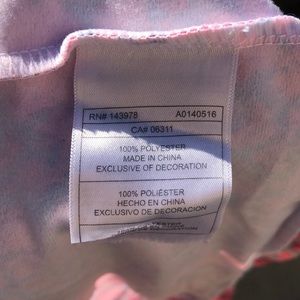 RN# 143978 A0140516
CA# 06311
100% POLYESTER
MADE IN CHINA
EXCLUSIVE OF DECORATION
100% POLIÉSTER
HECHO EN CHINA
EXCLUSIVO DE DECORACION